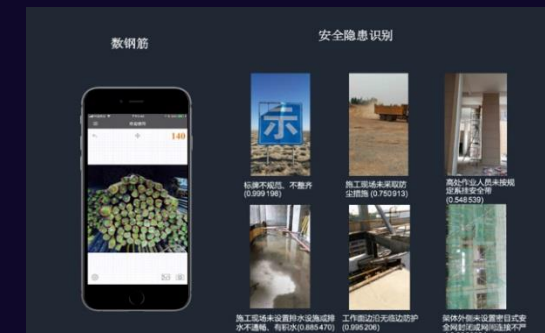 数钢筋
安全隐患识别
140
示
标牌不规范、不整齐
(0.999196)
施工现场未采取防
尘措施 (0.750913)
高处作业人员未按规
定系挂安全带
(0.548539)
施工现场未设置排水设施或排
水不通畅、有积水(0.885470)
工作面边沿无临边防护
(0.995206)
架体外侧未设置密目式安
全网封闭或网间连接不严